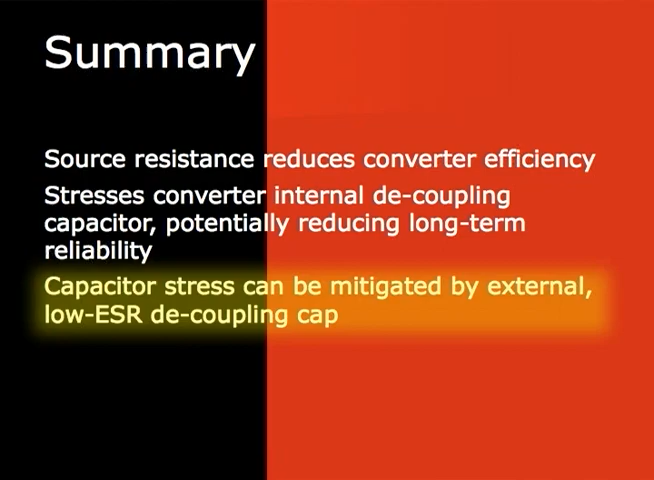 Summary
Source resistance reduces converter efficiency
Stresses converter internal de-coupling
capacitor, potentially reducing long-term
reliability
Capacitor stress can be mitigated by external,
low-ESR de-coupling cap